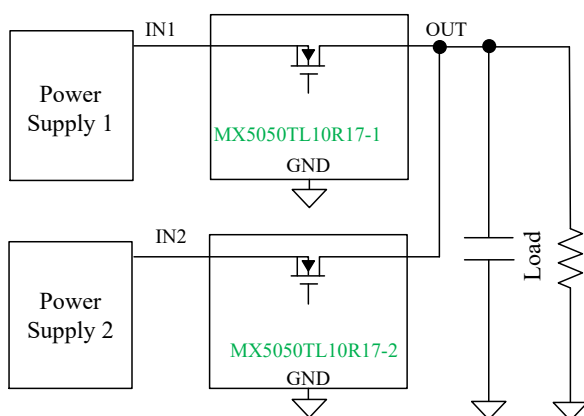 IN1
OUT
Power
Supply 1
MX5050TL10R17-1
GND
IN2
Power
Supply 2
MX5050TL10R17-2
GND
Load